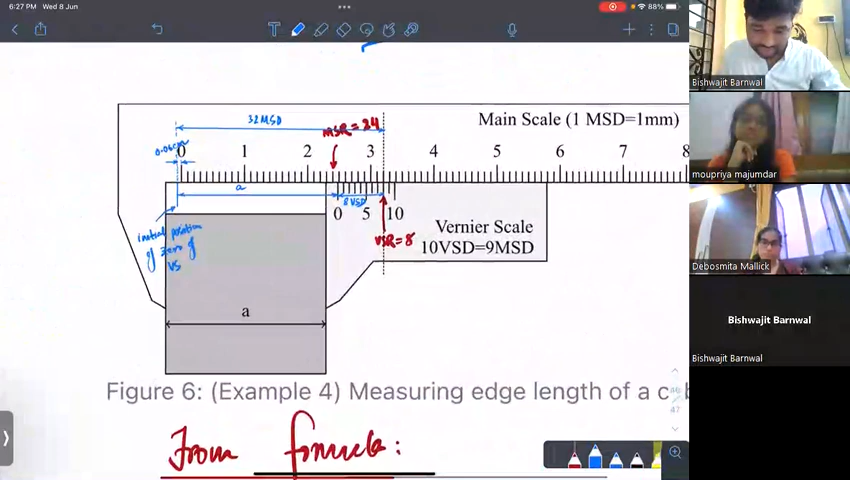 6:27 PM Wed 8 Jun
88%
32MSD
MSR = 24
Main Scale (1 MSD=1mm)
0.06cm
0 1 2 3 4 5 6 7 8
a
8 VSD
0 5 10
initial position
of zero of
VS
VSR=8
Vernier Scale
10VSD=9MSD
a
Figure 6: (Example 4) Measuring edge length of a c
From formula:
46
47
Bishwajit Barnwal
moupriya majumdar
Debosmita Mallick
Bishwajit Barnwal
Bishwajit Barnwal